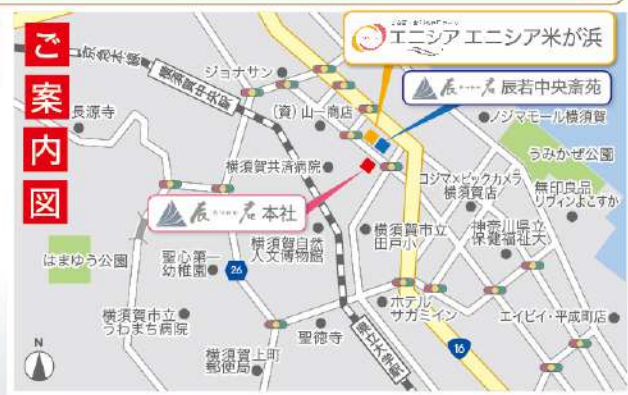 ご案内図
エニシア エニシア米が浜
辰若 辰若中央斎苑
辰若 本社
京急本線
横須賀中央駅
ジョナサン
(資)山一商店
長源寺
ノジマモール横須賀
うみかぜ公園
横須賀共済病院
コジマ×ビックカメラ
横須賀店
無印良品
リヴィンよこすか
横須賀市立
田戸小
神奈川県立
保健福祉大
横須賀自然
人文博物館
はまゆう公園
聖心第一
幼稚園
26
横須賀市立
うわまち病院
ホテル
サガミイン
エイビイ・平成町店
聖徳寺
横須賀上町
郵便局
県立大学駅
16
N